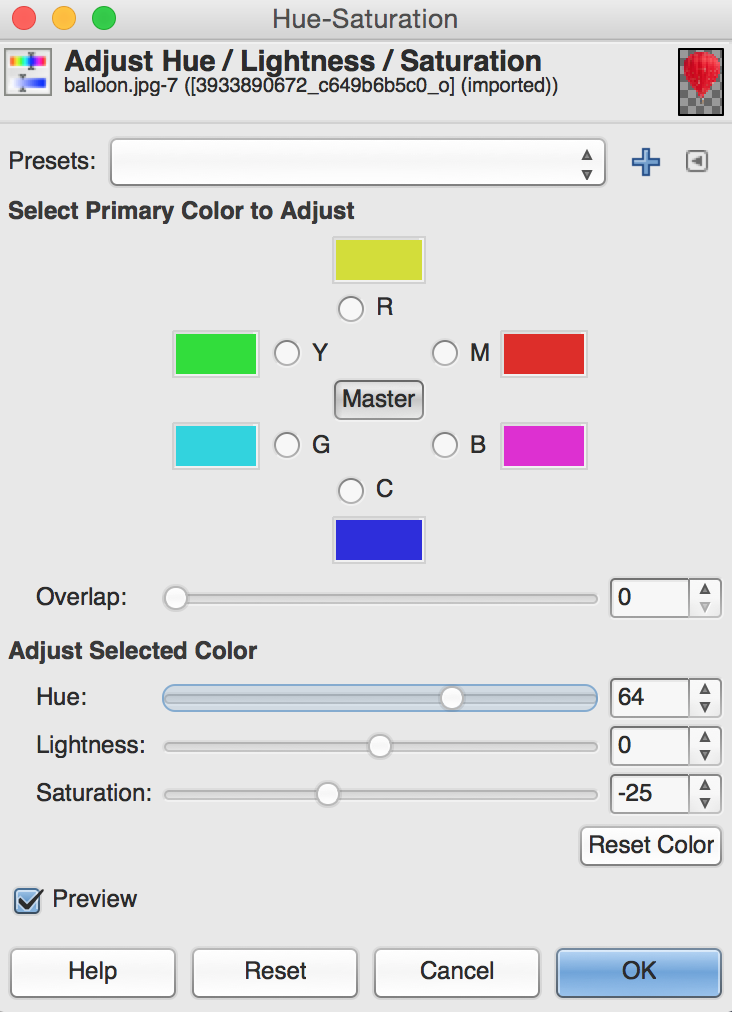 Hue-Saturation
Adjust Hue / Lightness / Saturation
balloon.jpg-7 ([3933890672_c649b6b5c0_o] (imported))
Presets:
Select Primary Color to Adjust
R
Y M
Master
G B
C
Overlap: 0
Adjust Selected Color
Hue: 64
Lightness: 0
Saturation: -25
Reset Color
Preview
Help Reset Cancel OK